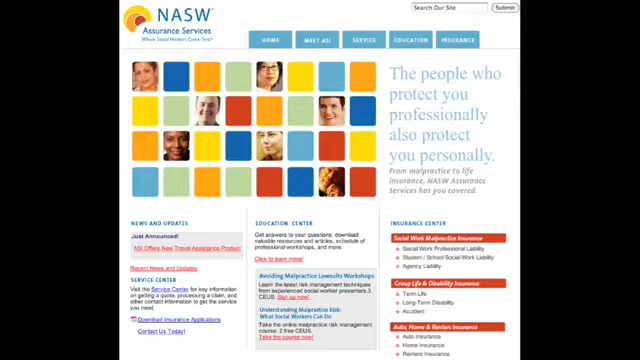 Search Our Site
Submit
NASW
Assurance Services
Where Social Workers Come First
HOME
MEET ASI
SERVICE
EDUCATION
INSURANCE
The people who
protect you
professionally
also protect
you personally.
From malpractice to life
insurance, NASW Assurance
Services has you covered.
NEWS AND UPDATES
Just Announced!
ASI Offers New Travel Assistance Product
Recent News and Updates
SERVICE CENTER
Visit the Service Center for key information
on getting a quote, processing a claim, and
other contact information to get the service
you need.
Download Insurance Applications
Contact Us Today!
EDUCATION CENTER
Get answers to your questions, download
valuable resources and articles, schedule of
professional workshops, and more.
Click to learn more!
Avoiding Malpractice Lawsuits Workshops
Learn the latest risk management techniques
from experienced social worker presenters.3
CEUS. Sign up now!
Understanding Malpractice Risk:
What Social Workers Can Do
Take the online malpractice risk management
course. 2 free CEUS.
Take the course now!
INSURANCE CENTER
Social Work Malpractice Insurance
Social Work Professional Liability
Student / School Social Work Liability
Agency Liability
Group Life & Disability Insurance
Term Life
Long-Term Disability
Accident
Auto, Home & Renters Insurance
Auto Insurance
Home Insurance
Renters Insurance